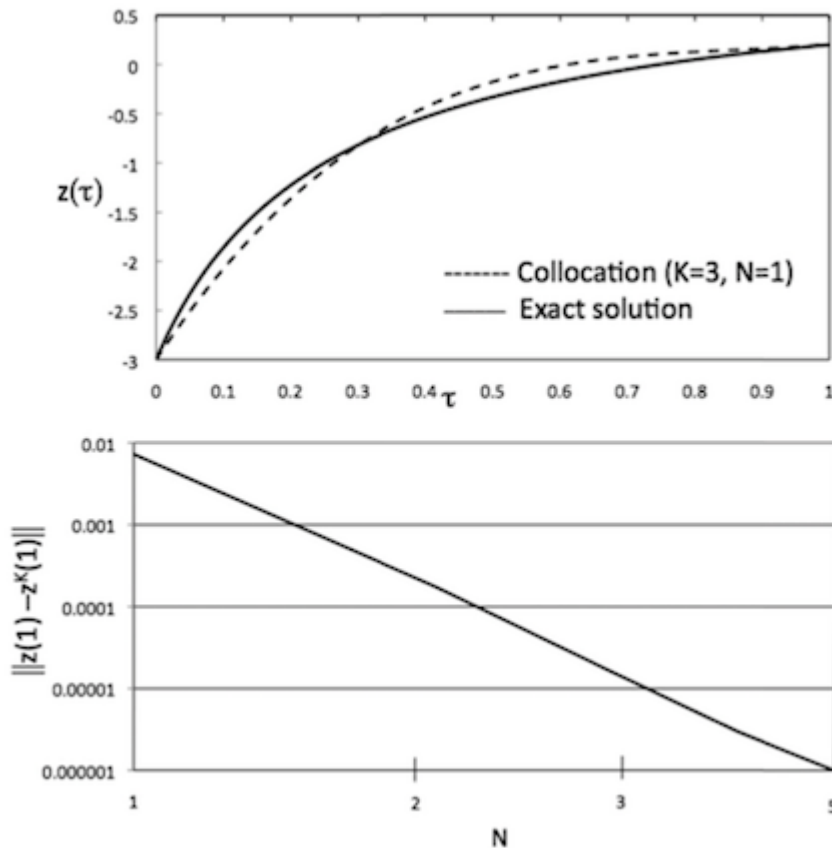 0.5
0
-0.5
-1
-1.5
-2
-2.5
-3
z(τ)
Collocation (K=3, N=1)
Exact solution
0 0.1 0.2 0.3 0.4 0.5 0.6 0.7 0.8 0.9 1
τ
0.01
0.001
0.0001
0.00001
0.000001
||z(1) –zᴷ(1)||
1 2 3
N